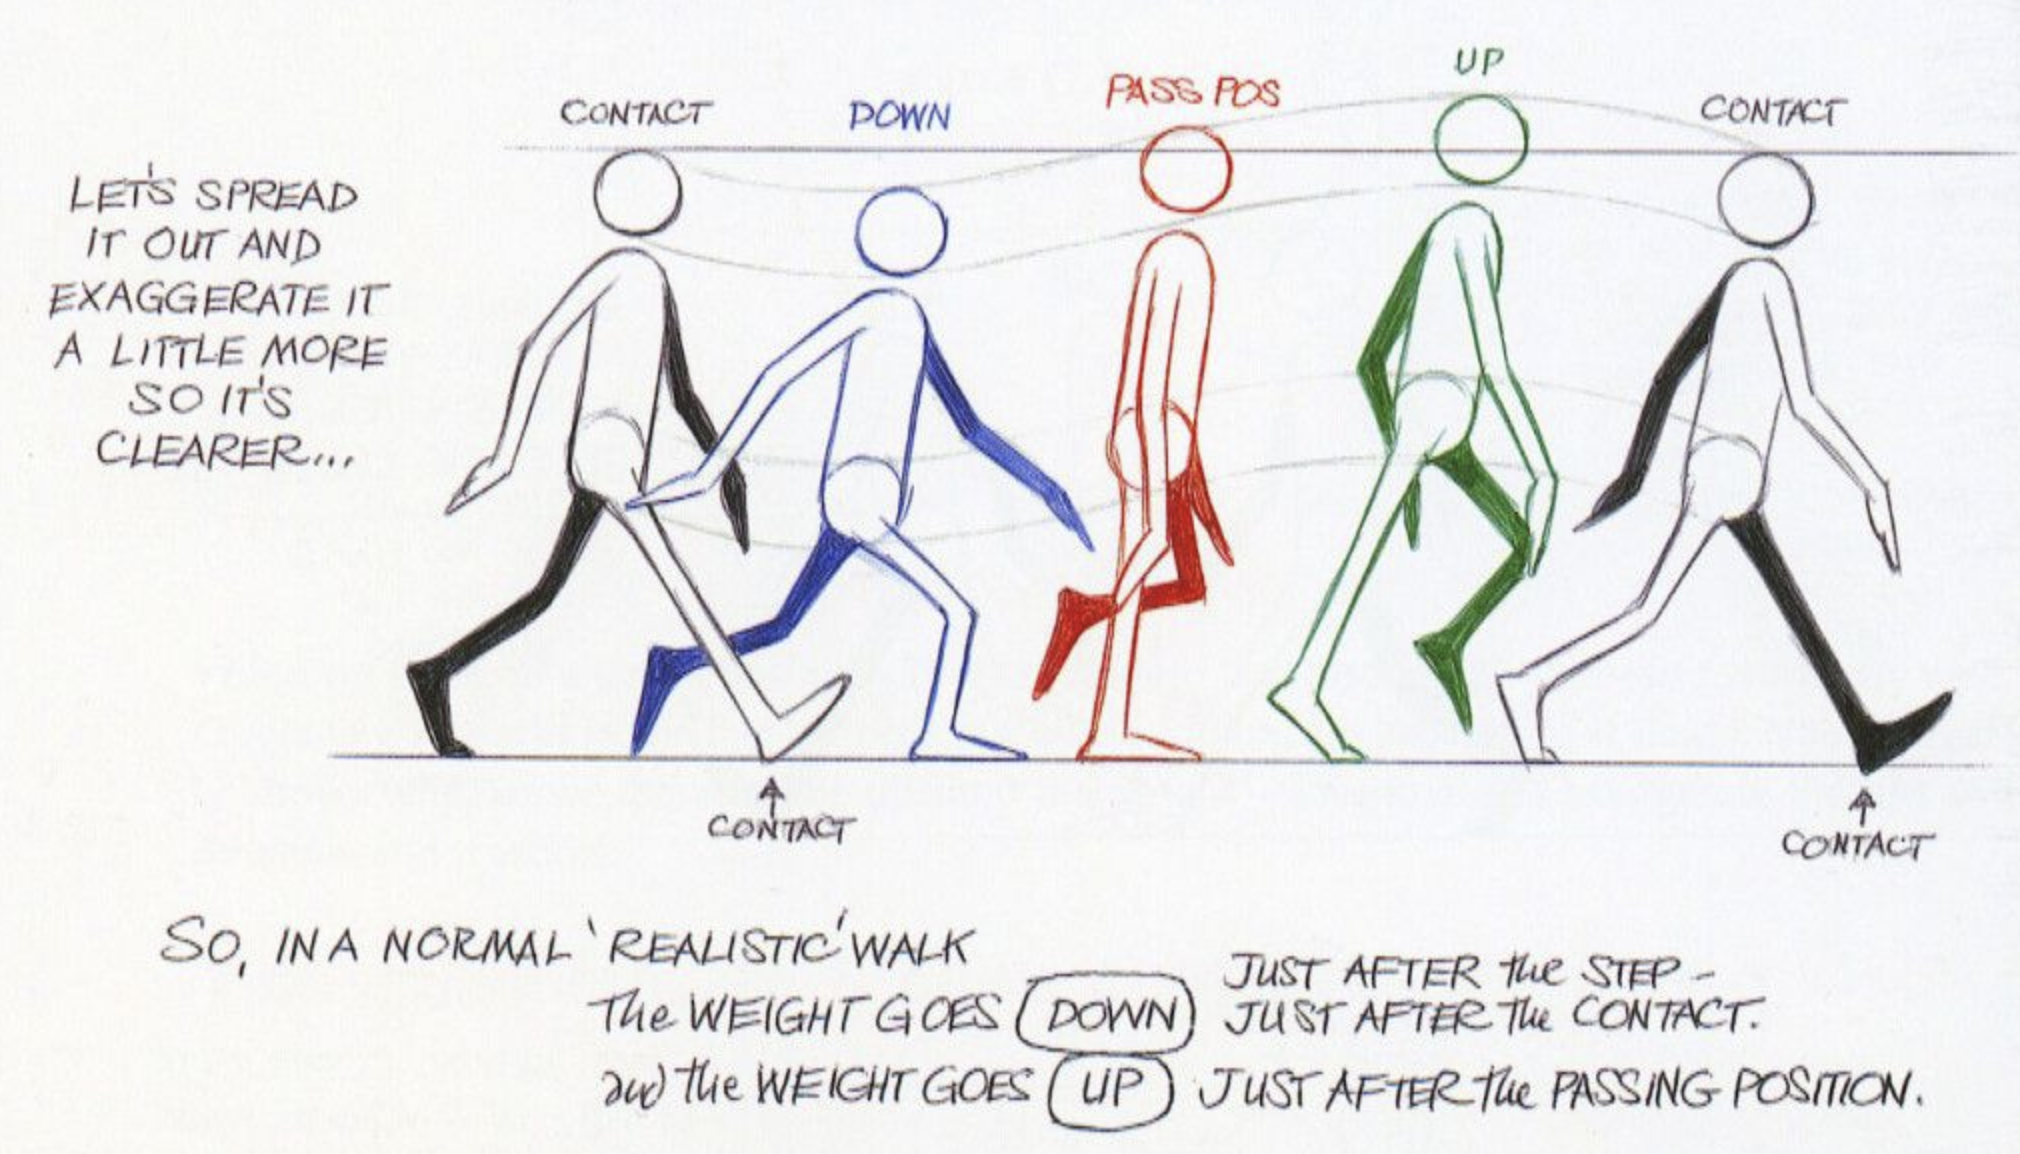 UP
PASS POS
CONTACT
DOWN
CONTACT
LET'S SPREAD
IT OUT AND
EXAGGERATE IT
A LITTLE MORE
SO IT'S
CLEARER...
CONTACT
CONTACT
SO, IN A NORMAL 'REALISTIC' WALK
The WEIGHT GOES DOWN JUST AFTER the STEP -
JUST AFTER The CONTACT.
and the WEIGHT GOES UP JUST AFTER the PASSING POSITION.